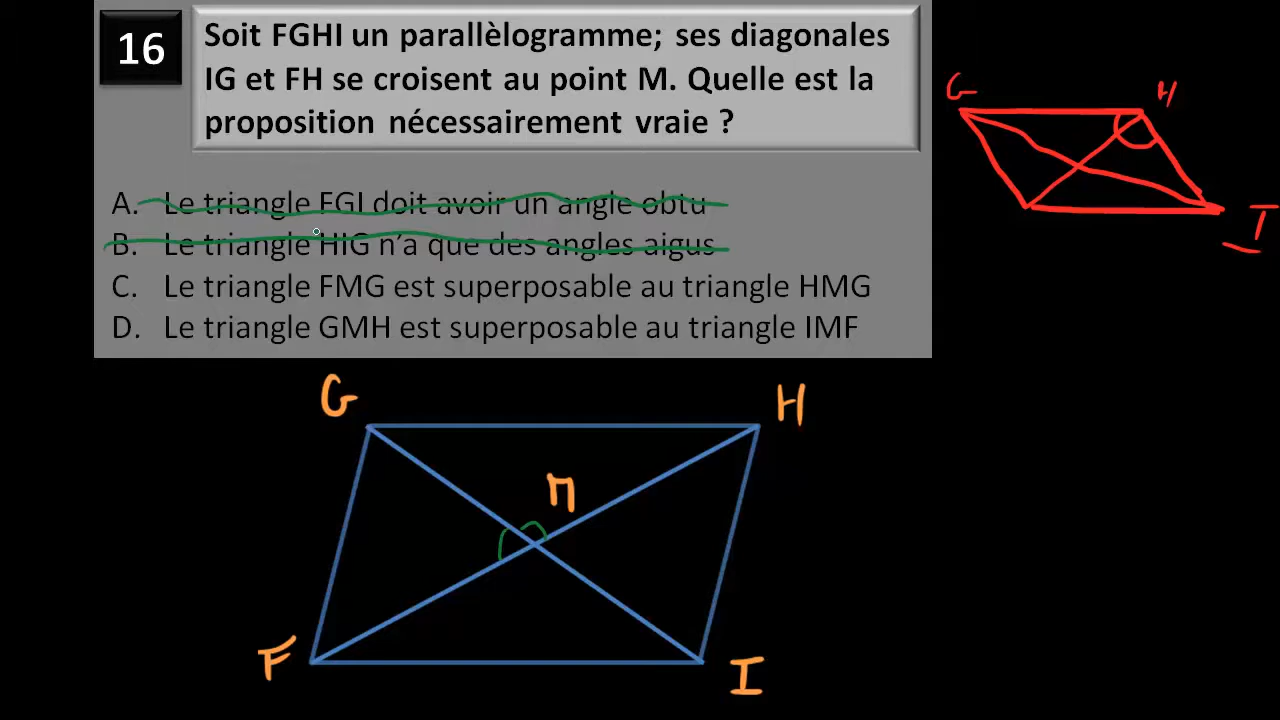 16
Soit FGHI un parallèlogramme; ses diagonales
IG et FH se croisent au point M. Quelle est la
proposition nécessairement vraie ?
A. Le triangle FGI doit avoir un angle obtu
B. Le triangle HIG n’a que des angles aigus
C. Le triangle FMG est superposable au triangle HMG
D. Le triangle GMH est superposable au triangle IMF
G H
I
G H
M
F I